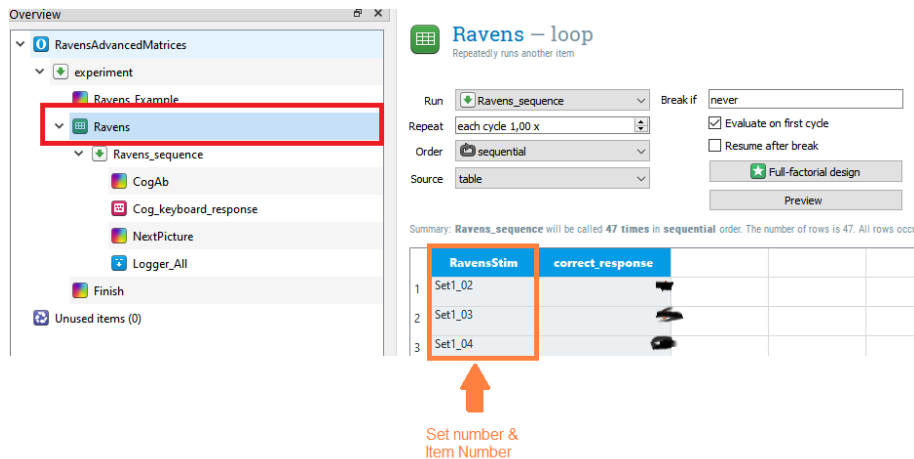 Overview
RavensAdvancedMatrices
experiment
Ravens_Example
Ravens
Ravens_sequence
CogAb
Cog_keyboard_response
NextPicture
Logger_All
Finish
Unused items (0)
Ravens – loop
Repeatedly runs another item
Run Ravens_sequence Break if never
Repeat each cycle 1,00 x Evaluate on first cycle
Order sequential Resume after break
Source table Full-factorial design
Preview
Summary: Ravens_sequence will be called 47 times in sequential order. The number of rows is 47. All rows occu
RavensStim correct_response
1 Set1_02
2 Set1_03
3 Set1_04
Set number &
Item Number